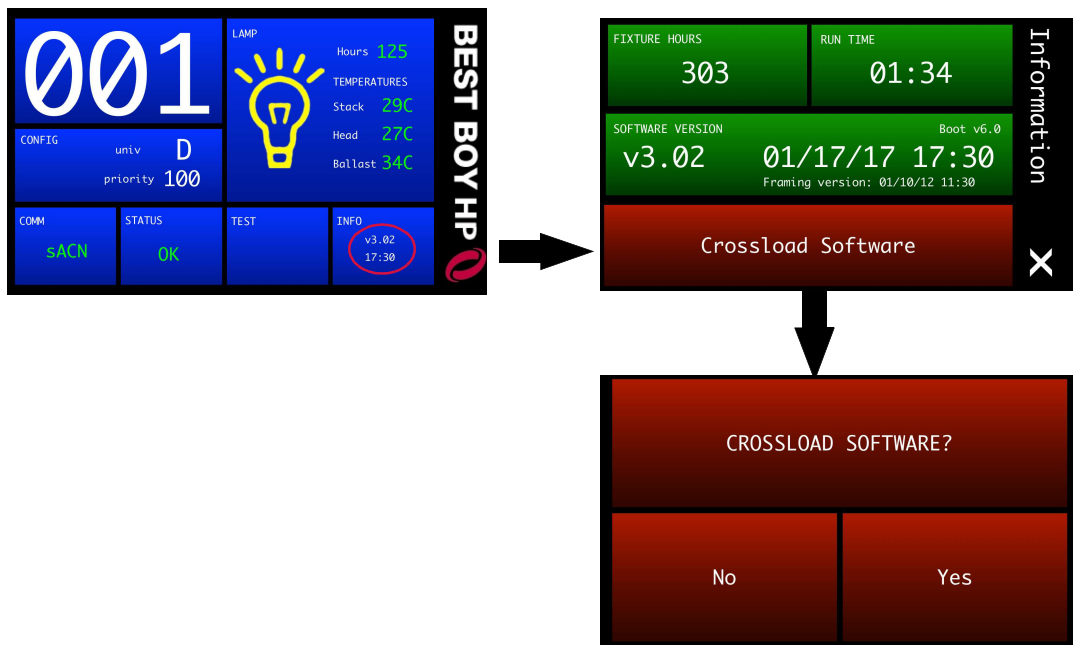 001
CONFIG
univ D
priority 100
COMM
sACN
STATUS
OK
TEST
INFO
v3.02
17:30
LAMP
Hours 125
TEMPERATURES
Stack 29C
Head 27C
Ballast 34C
BEST BOY HP
FIXTURE HOURS
303
RUN TIME
01:34
SOFTWARE VERSION
Boot v6.0
v3.02 01/17/17 17:30
Framing version: 01/10/12 11:30
Crossload Software
Information
X
CROSSLOAD SOFTWARE?
No
Yes